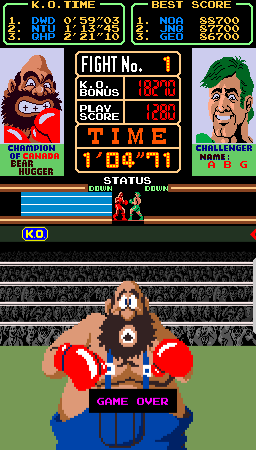 K.O.TIME
BEST SCORE
1. DWD 0'59"03
2. NTU 1'13"45
3. QHP 2'21"10
1. NOA 88700
2. JNO 87700
3. GEO 86700
FIGHT No. 1
K.O. BONUS 18270
PLAY SCORE 1280
TIME
1'04"71
CHAMPION
OF CANADA
BEAR
HUGGER
CHALLENGER
NAME:
A B G
STATUS
DOWN DOWN
KO
GAME OVER